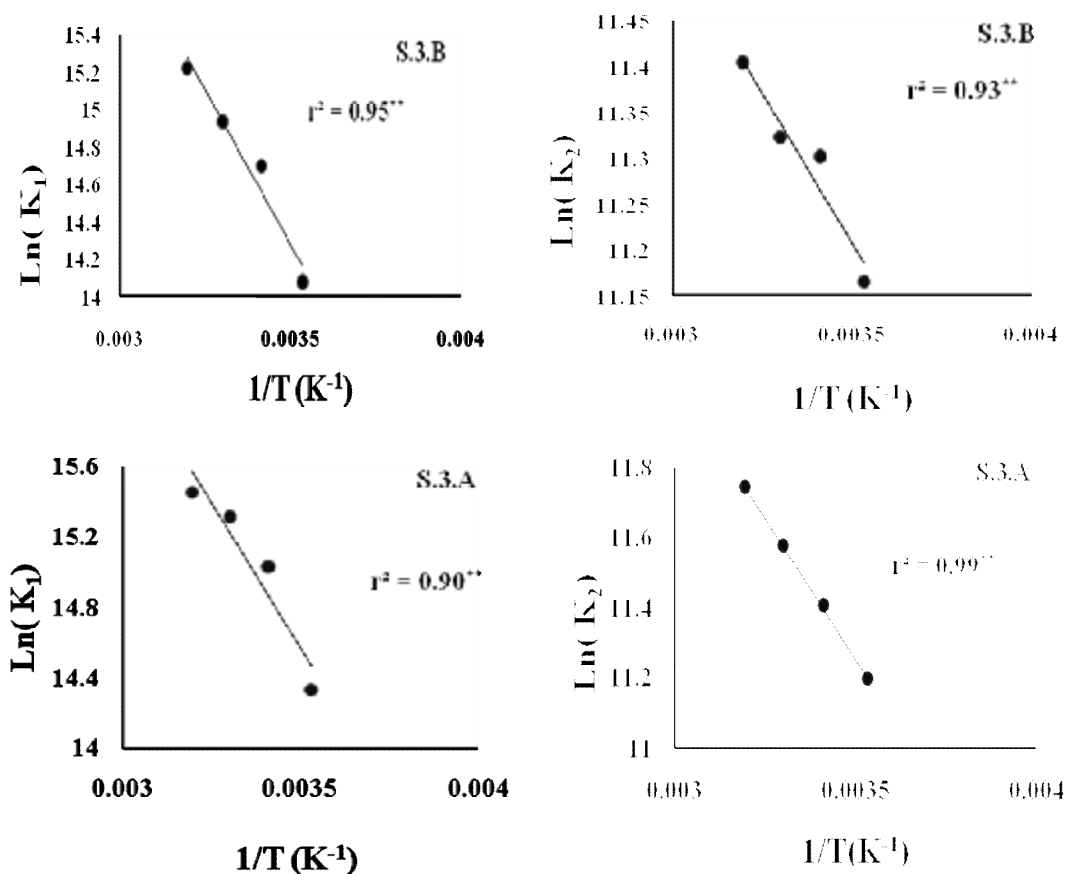 S.3.B
r² = 0.95**
Ln( K₁)
15.4
15.2
15
14.8
14.6
14.4
14.2
14
0.003
0.0035
0.004
1/T (K⁻¹)
S.3.B
r² = 0.93**
Ln( K₂)
11.45
11.4
11.35
11.3
11.25
11.2
11.15
0.003
0.0035
0.004
1/T (K⁻¹)
S.3.A
r² = 0.90**
Ln( K₁)
15.6
15.2
14.8
14.4
14
0.003
0.0035
0.004
1/T (K⁻¹)
S.3.A
r² = 0.99**
Ln( K₂)
11.8
11.6
11.4
11.2
11
0.003
0.0035
0.004
1/T(K⁻¹)